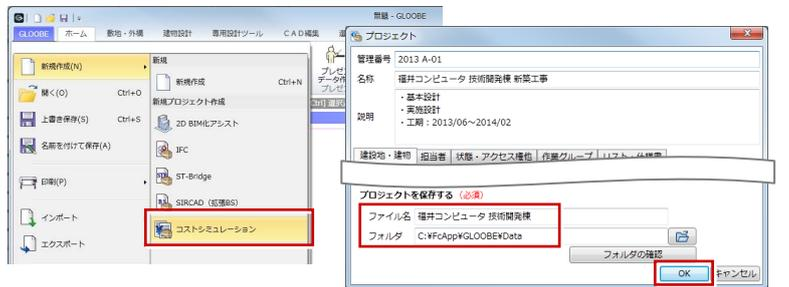 無題 - GLOOBE
GLOOBE ホーム 敷地・外構 建物設計 専用設計ツール CAD編集
新規作成(N)
開く(O) Ctrl+O
上書き保存(S) Ctrl+S
名前を付けて保存(A)
印刷(P)
インポート
エクスポート
新規
新規作成 Ctrl+N
新規プロジェクト作成
2D BIM化アシスト
IFC
ST-Bridge
SIRCAD (拡張BS)
コストシミュレーション
プロジェクト
管理番号 2013 A-01
名称 福井コンピュータ 技術開発棟 新築工事
説明
・基本設計
・実施設計
・工期：2013/06～2014/02
建設地・建物 担当者 状態・アクセス権他 作業グループ
プロジェクトを保存する (必須)
ファイル名 福井コンピュータ 技術開発棟
フォルダ C:¥FcApp¥GLOOBE¥Data
フォルダの確認
OK キャンセル